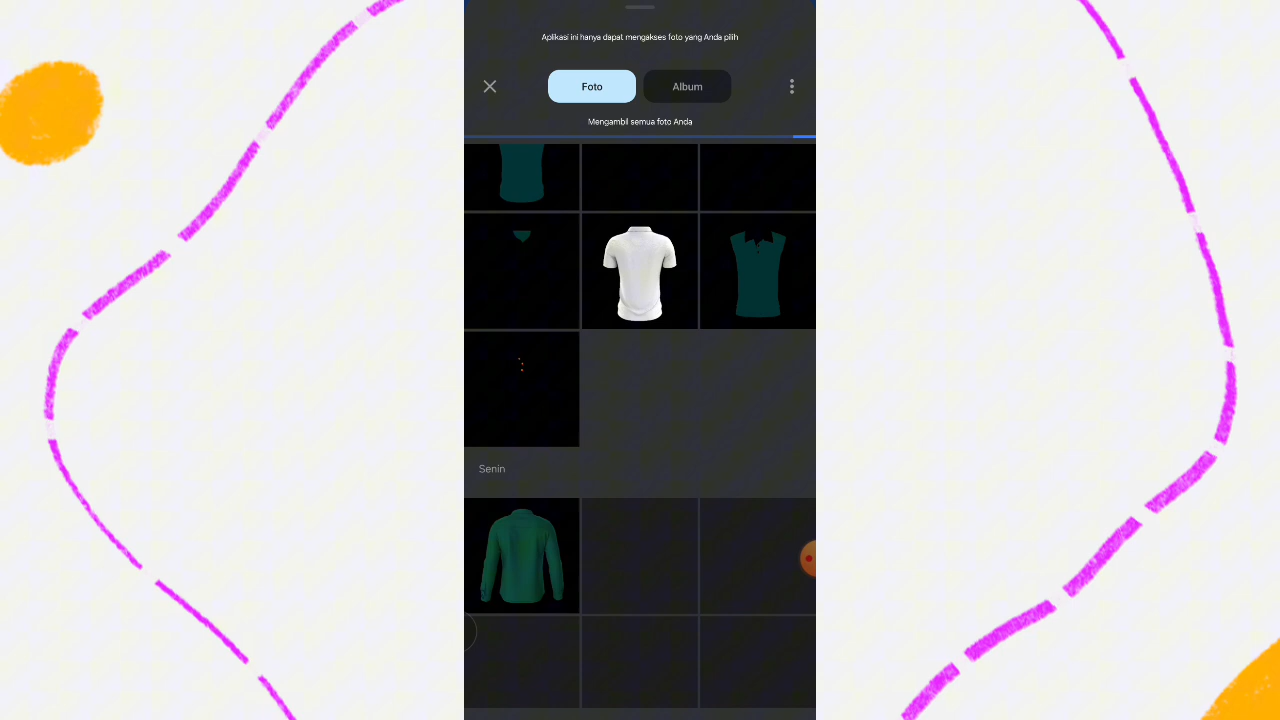 Aplikasi ini hanya dapat mengakses foto yang Anda pilih
Foto
Album
Mengambil semua foto Anda
Senin